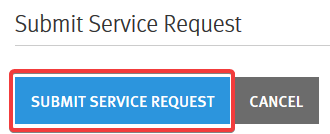 Submit Service Request
SUBMIT SERVICE REQUEST CANCEL